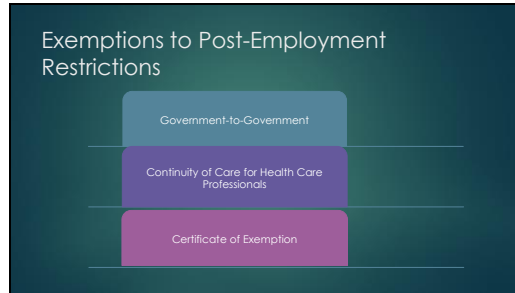 Exemptions to Post-Employment
Restrictions
Government-to-Government
Continuity of Care for Health Care
Professionals
Certificate of Exemption